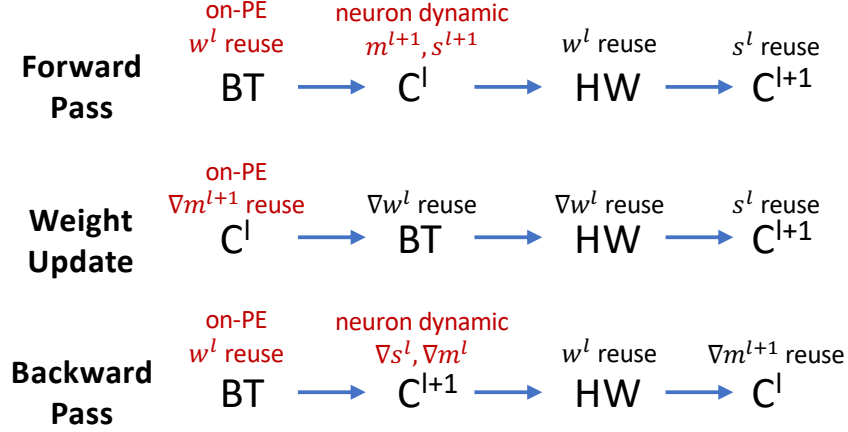 on-PE neuron dynamic
w^l reuse m^{l+1}, s^{l+1} w^l reuse s^l reuse
Forward Pass BT C^l HW C^{l+1}
on-PE
∇m^{l+1} reuse ∇w^l reuse ∇w^l reuse s^l reuse
Weight Update C^l BT HW C^{l+1}
on-PE neuron dynamic
w^l reuse ∇s^l, ∇m^l w^l reuse ∇m^{l+1} reuse
Backward Pass BT C^{l+1} HW C^l